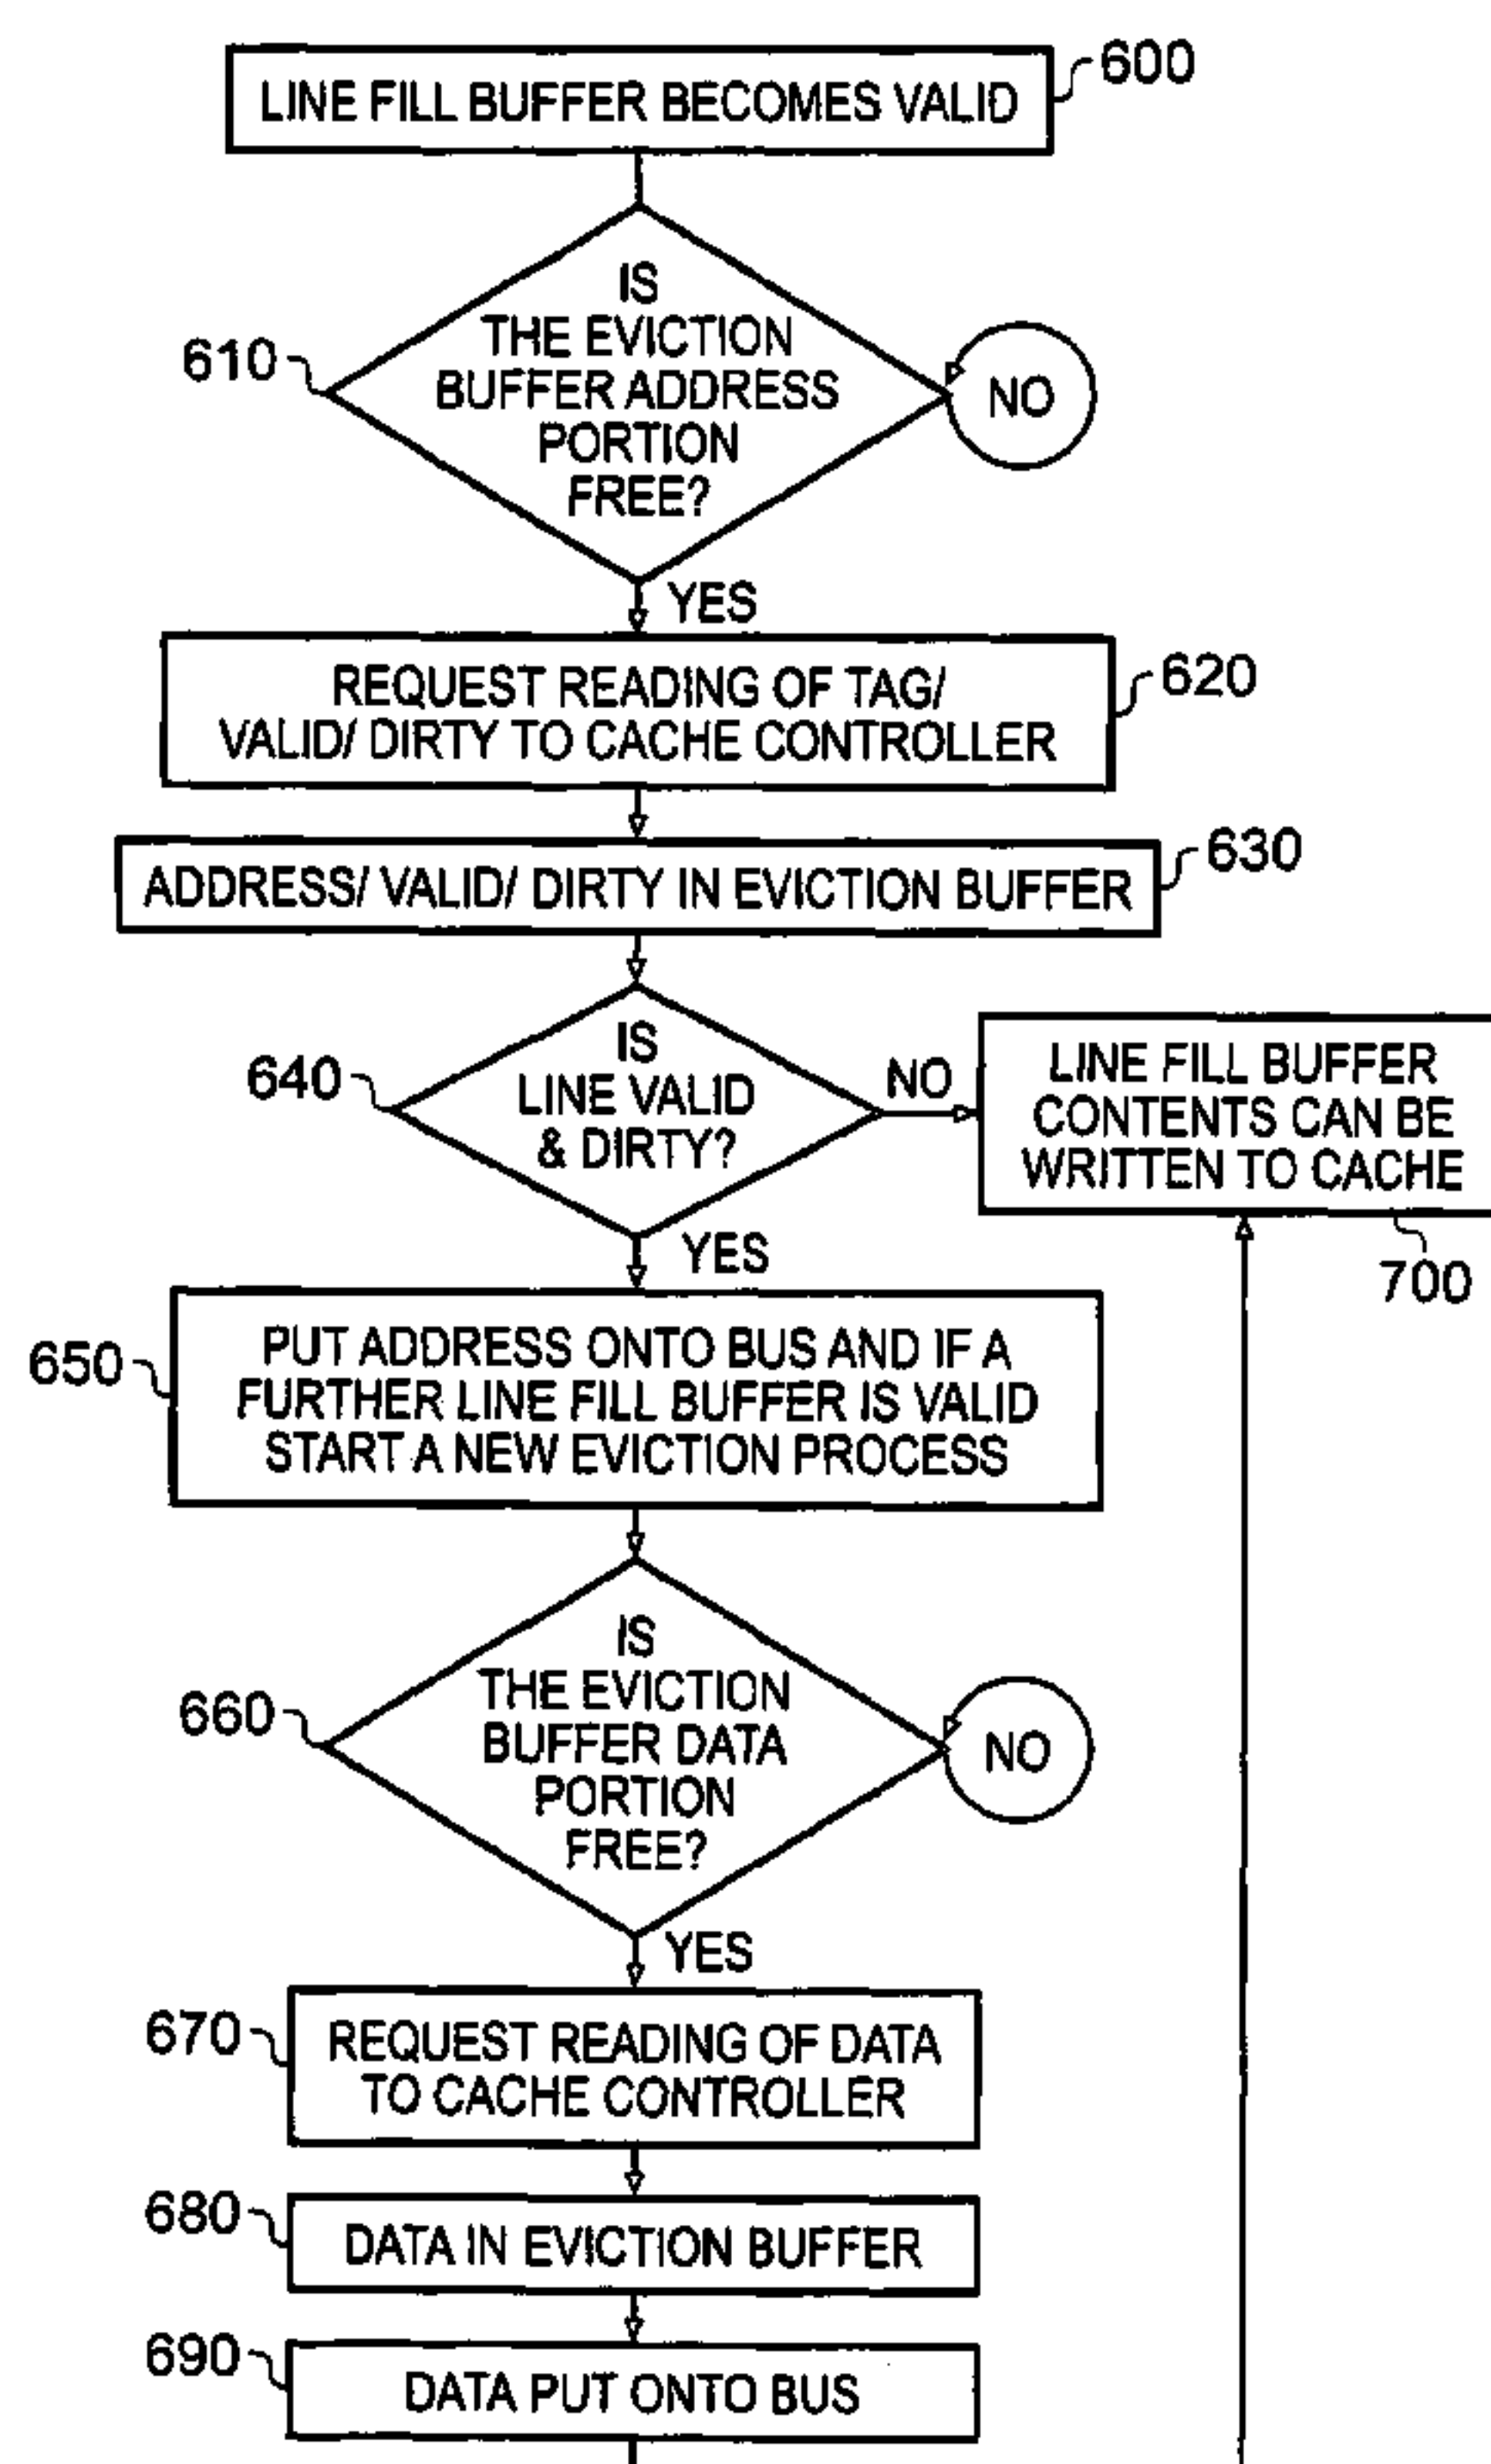 LINE FILL BUFFER BECOMES VALID
600
610
IS
THE EVICTION
BUFFER ADDRESS
PORTION
FREE?
NO
YES
REQUEST READING OF TAG/
VALID/ DIRTY TO CACHE CONTROLLER
620
ADDRESS/ VALID/ DIRTY IN EVICTION BUFFER
630
640
IS
LINE VALID
& DIRTY?
NO
LINE FILL BUFFER
CONTENTS CAN BE
WRITTEN TO CACHE
700
YES
650
PUT ADDRESS ONTO BUS AND IF A
FURTHER LINE FILL BUFFER IS VALID
START A NEW EVICTION PROCESS
660
IS
THE EVICTION
BUFFER DATA
PORTION
FREE?
NO
YES
670
REQUEST READING OF DATA
TO CACHE CONTROLLER
680
DATA IN EVICTION BUFFER
690
DATA PUT ONTO BUS